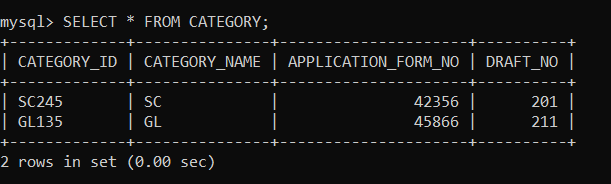 mysql> SELECT * FROM CATEGORY;
+-------------+---------------+---------------------+----------+
| CATEGORY_ID | CATEGORY_NAME | APPLICATION_FORM_NO | DRAFT_NO |
+-------------+---------------+---------------------+----------+
| SC245       | SC            |               42356 |      201 |
| GL135       | GL            |               45866 |      211 |
+-------------+---------------+---------------------+----------+
2 rows in set (0.00 sec)